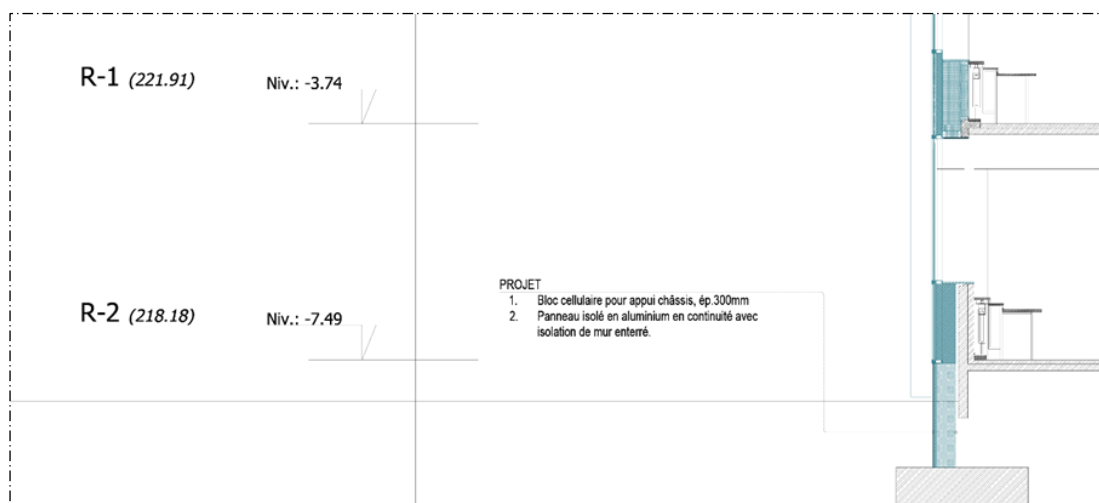 R-1 (221.91) Niv.: -3.74
PROJET
1. Bloc cellulaire pour appui châssis, ép.300mm
2. Panneau isolé en aluminium en continuité avec
isolation de mur enterré.
R-2 (218.18) Niv.: -7.49